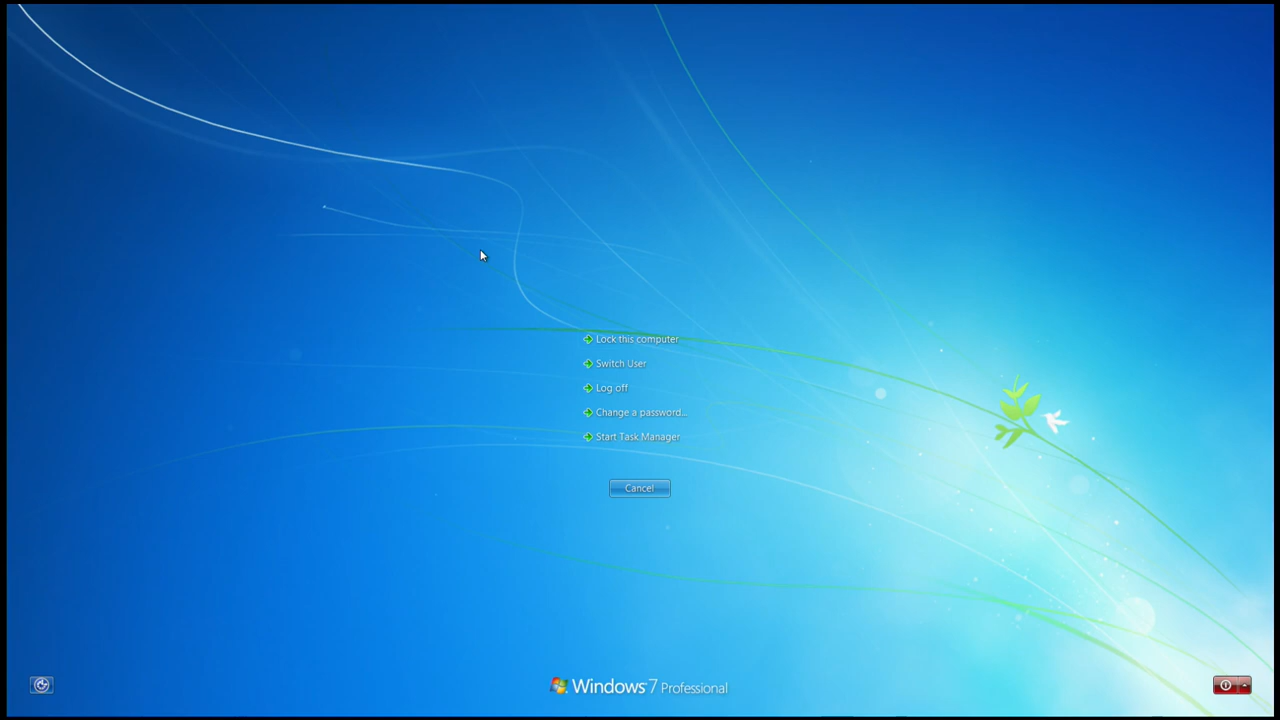 Lock this computer
Switch User
Log off
Change a password...
Start Task Manager
Cancel
Windows 7 Professional